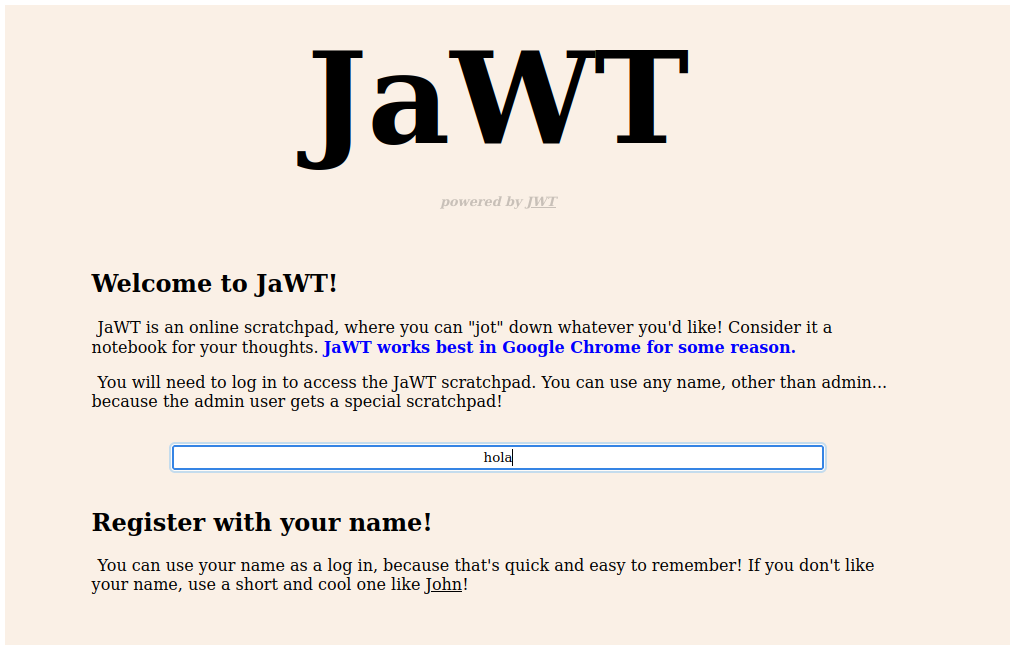 JaWT
powered by JWT
Welcome to JaWT!
JaWT is an online scratchpad, where you can "jot" down whatever you'd like! Consider it a
notebook for your thoughts. JaWT works best in Google Chrome for some reason.
You will need to log in to access the JaWT scratchpad. You can use any name, other than admin...
because the admin user gets a special scratchpad!
hola
Register with your name!
You can use your name as a log in, because that's quick and easy to remember! If you don't like
your name, use a short and cool one like John!